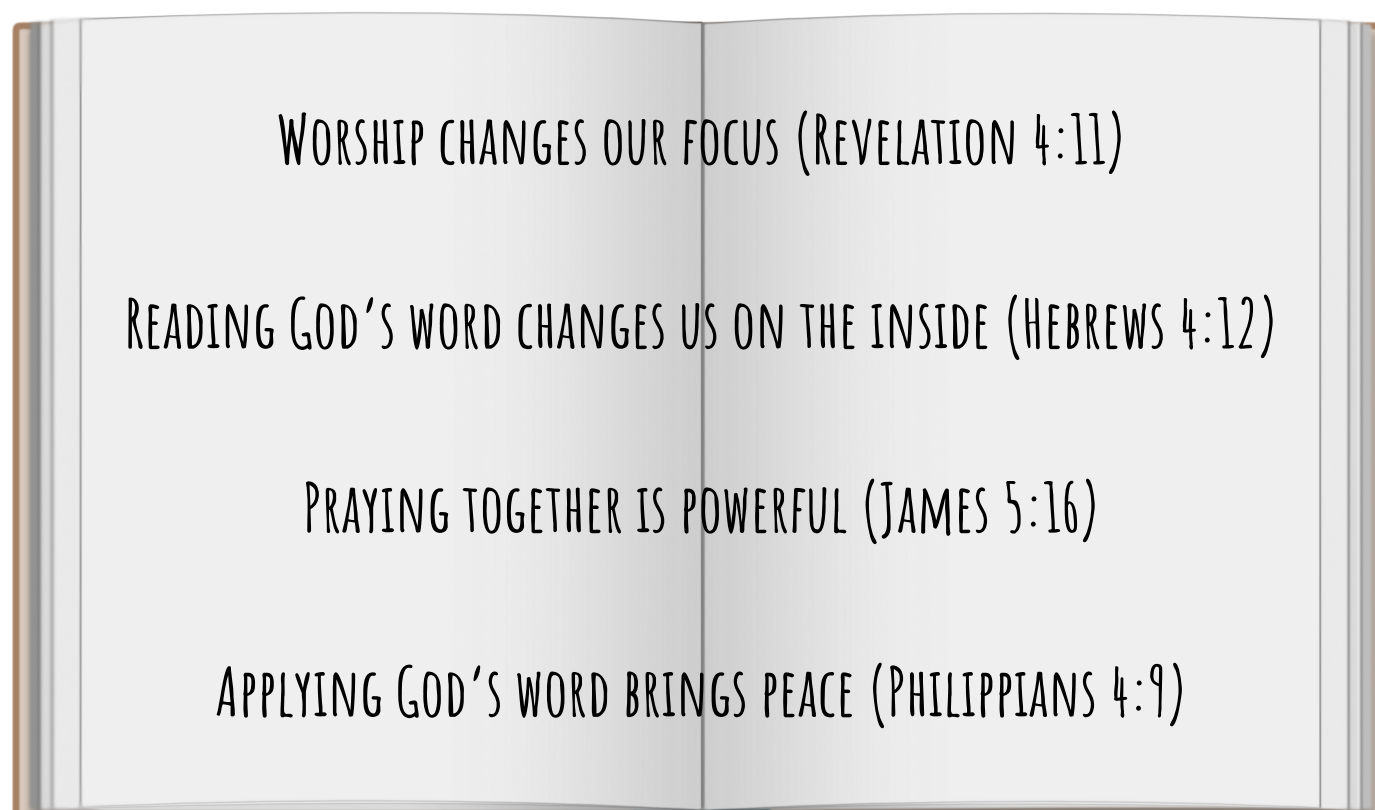 Worship changes our focus (Revelation 4:11)
Reading God's word changes us on the inside (Hebrews 4:12)
Praying together is powerful (James 5:16)
Applying God's word brings peace (Philippians 4:9)